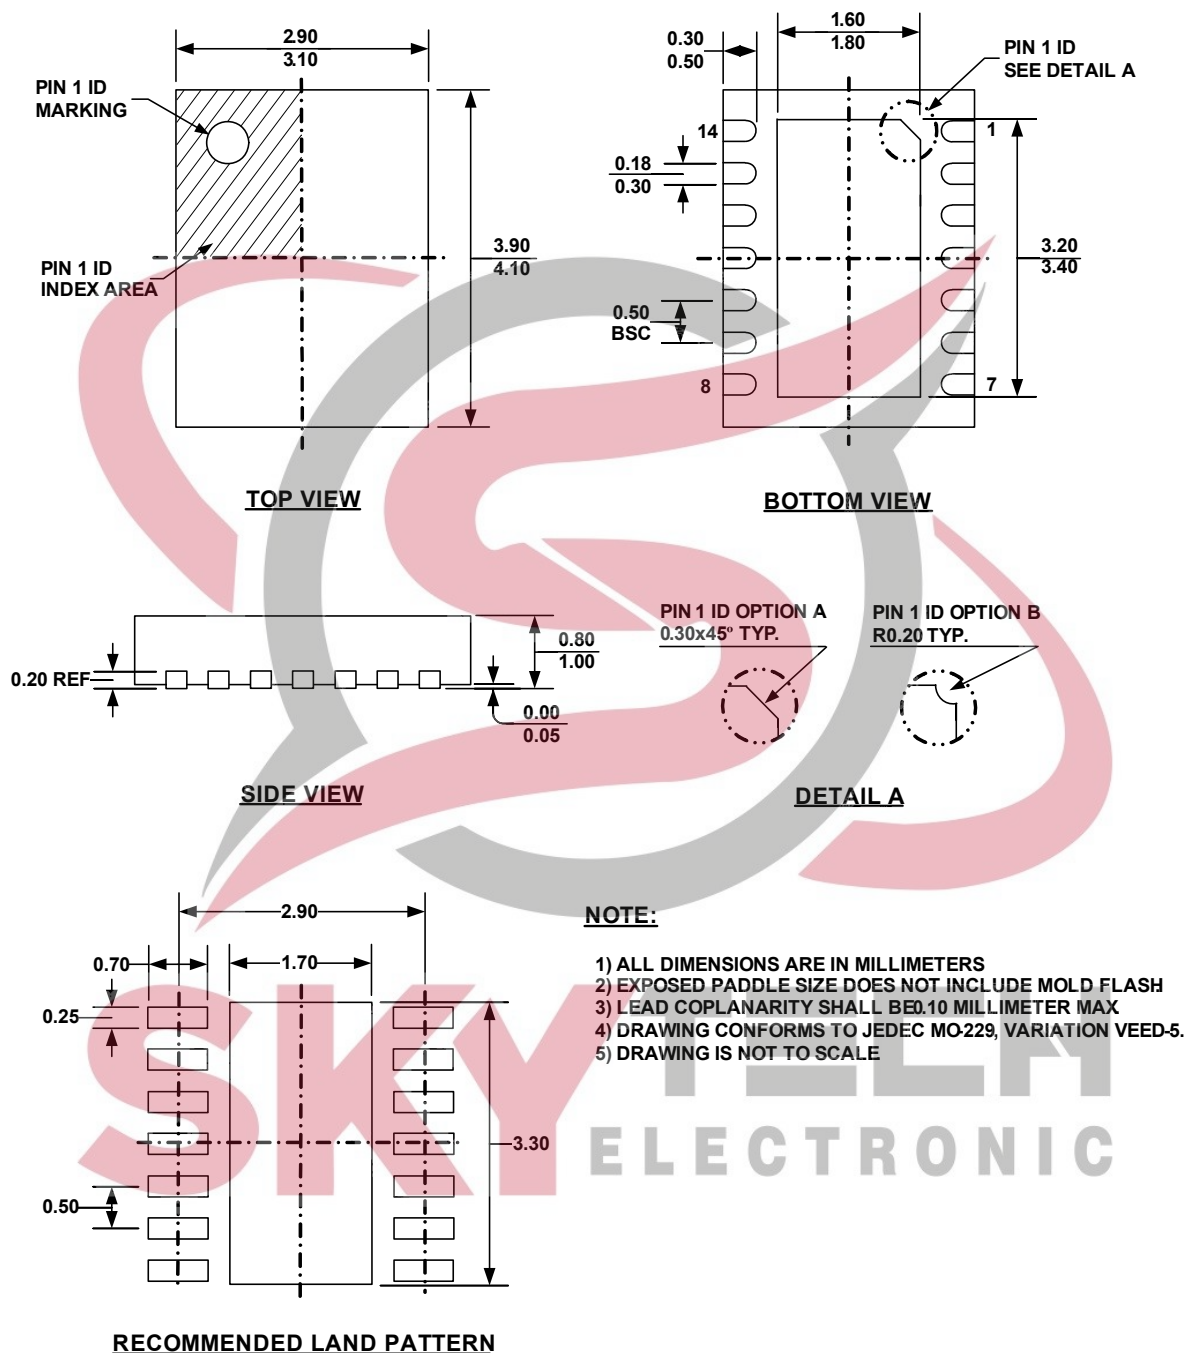 2.90
3.10
PIN 1 ID
MARKING
3.90
4.10
PIN 1 ID
INDEX AREA
TOP VIEW
1.60
1.80
0.30
0.50
PIN 1 ID
SEE DETAIL A
14
1
0.18
0.30
3.20
3.40
0.50
BSC
8
7
BOTTOM VIEW
0.20 REF
0.80
1.00
0.00
0.05
SIDE VIEW
PIN 1 ID OPTION A
0.30x45° TYP.
PIN 1 ID OPTION B
R0.20 TYP.
DETAIL A
2.90
0.70
1.70
0.25
3.30
0.50
RECOMMENDED LAND PATTERN
NOTE:
1) ALL DIMENSIONS ARE IN MILLIMETERS
2) EXPOSED PADDLE SIZE DOES NOT INCLUDE MOLD FLASH
3) LEAD COPLANARITY SHALL BE0.10 MILLIMETER MAX
4) DRAWING CONFORMS TO JEDEC MO-229, VARIATION VEED-5.
5) DRAWING IS NOT TO SCALE
SKYTECH
ELECTRONIC